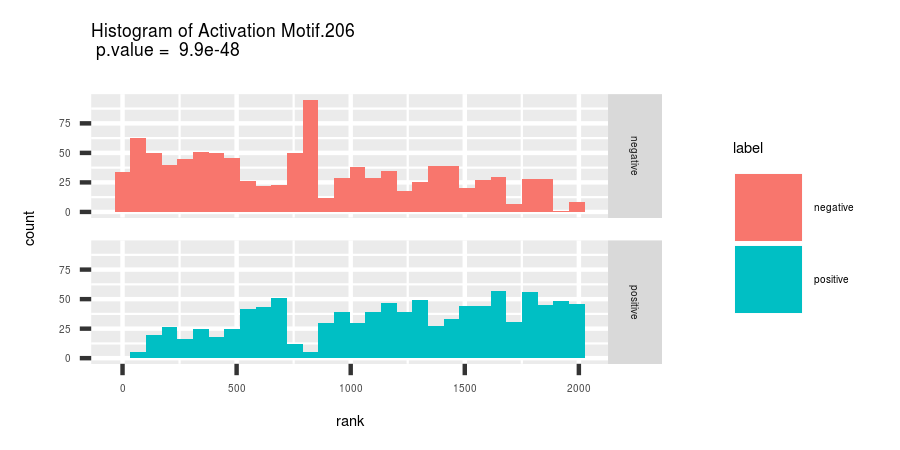 Histogram of Activation Motif.206
p.value = 9.9e-48
count
75
50
25
0
negative
75
50
25
0
positive
0 500 1000 1500 2000
rank
label
negative
positive